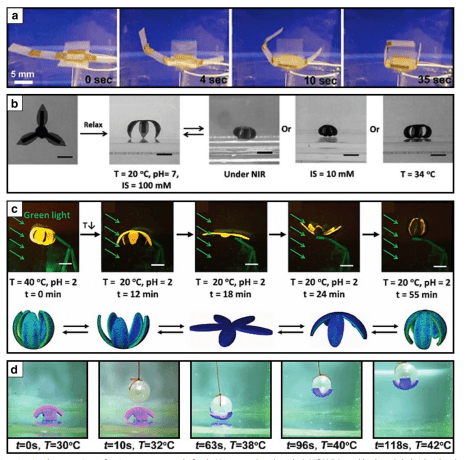 a
5 mm
0 sec
4 sec
10 sec
35 sec
b
Relax
Or
Or
T = 20 °C, pH= 7,
IS = 100 mM
Under NIR
IS = 10 mM
T = 34 °C
c
Green light
T↓
T = 40 °C, pH = 2
t = 0 min
T = 20 °C, pH = 2
t = 12 min
T = 20 °C, pH = 2
t = 18 min
T = 20 °C, pH = 2
t = 24 min
T = 20 °C, pH = 2
t = 55 min
d
t=0s, T=30°C
t=10s, T=32°C
t=63s, T=38°C
t=96s, T=40°C
t=118s, T=42°C